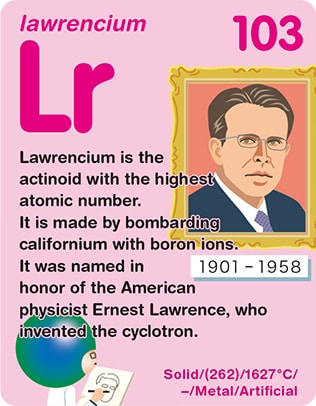 lawrencium
103
Lr
Lawrencium is the
actinoid with the highest
atomic number.
It is made by bombarding
californium with boron ions.
It was named in
honor of the American
physicist Ernest Lawrence, who
invented the cyclotron.
1901 – 1958
Solid/(262)/1627°C/
–/Metal/Artificial